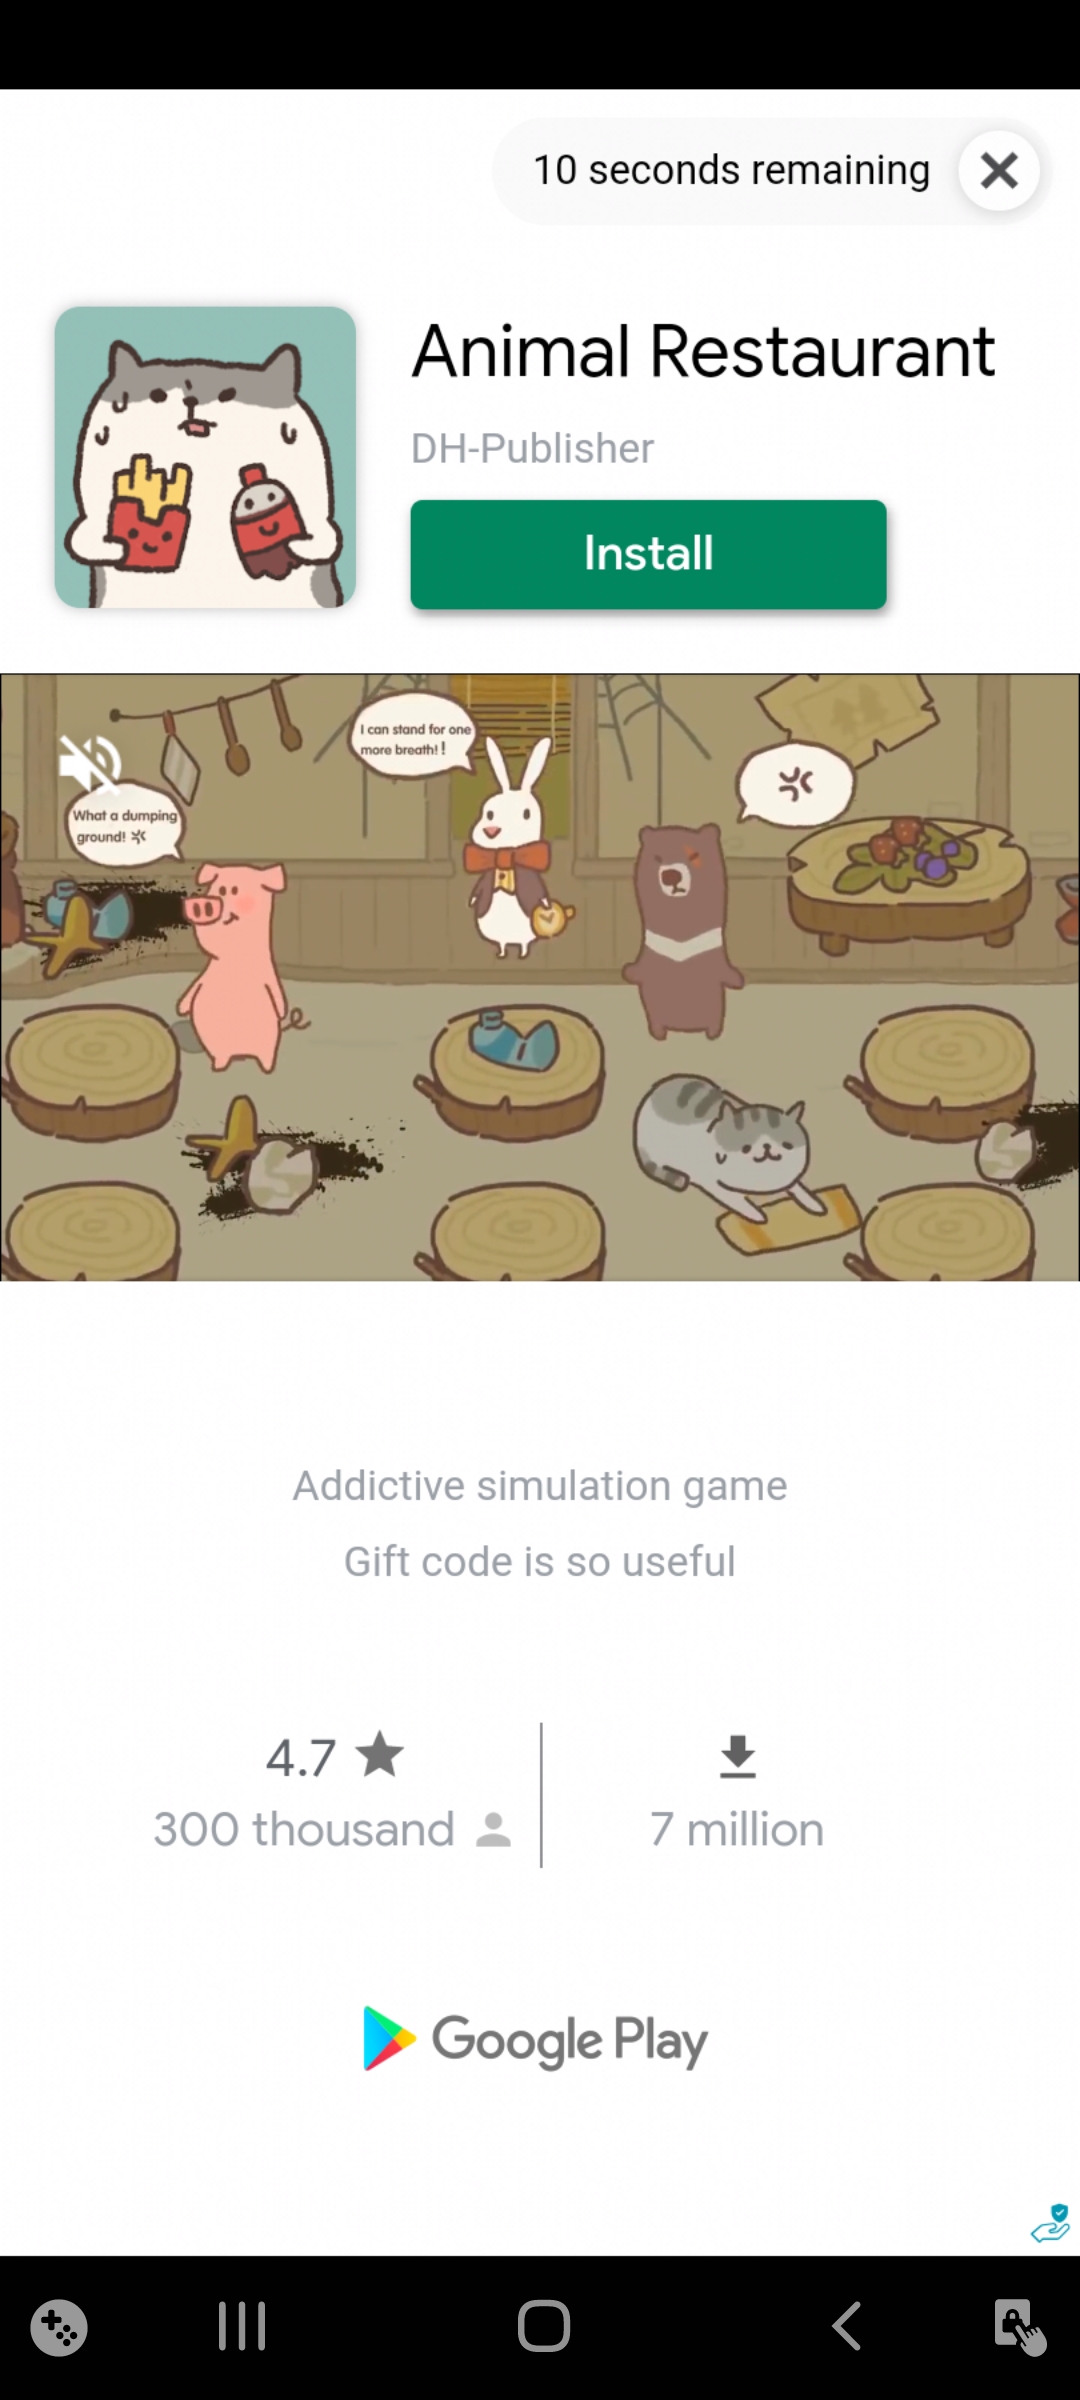 10 seconds remaining
Animal Restaurant
DH-Publisher
Install
I can stand for one
more breath!!
What a dumping
ground!
Addictive simulation game
Gift code is so useful
4.7
300 thousand
7 million
Google Play